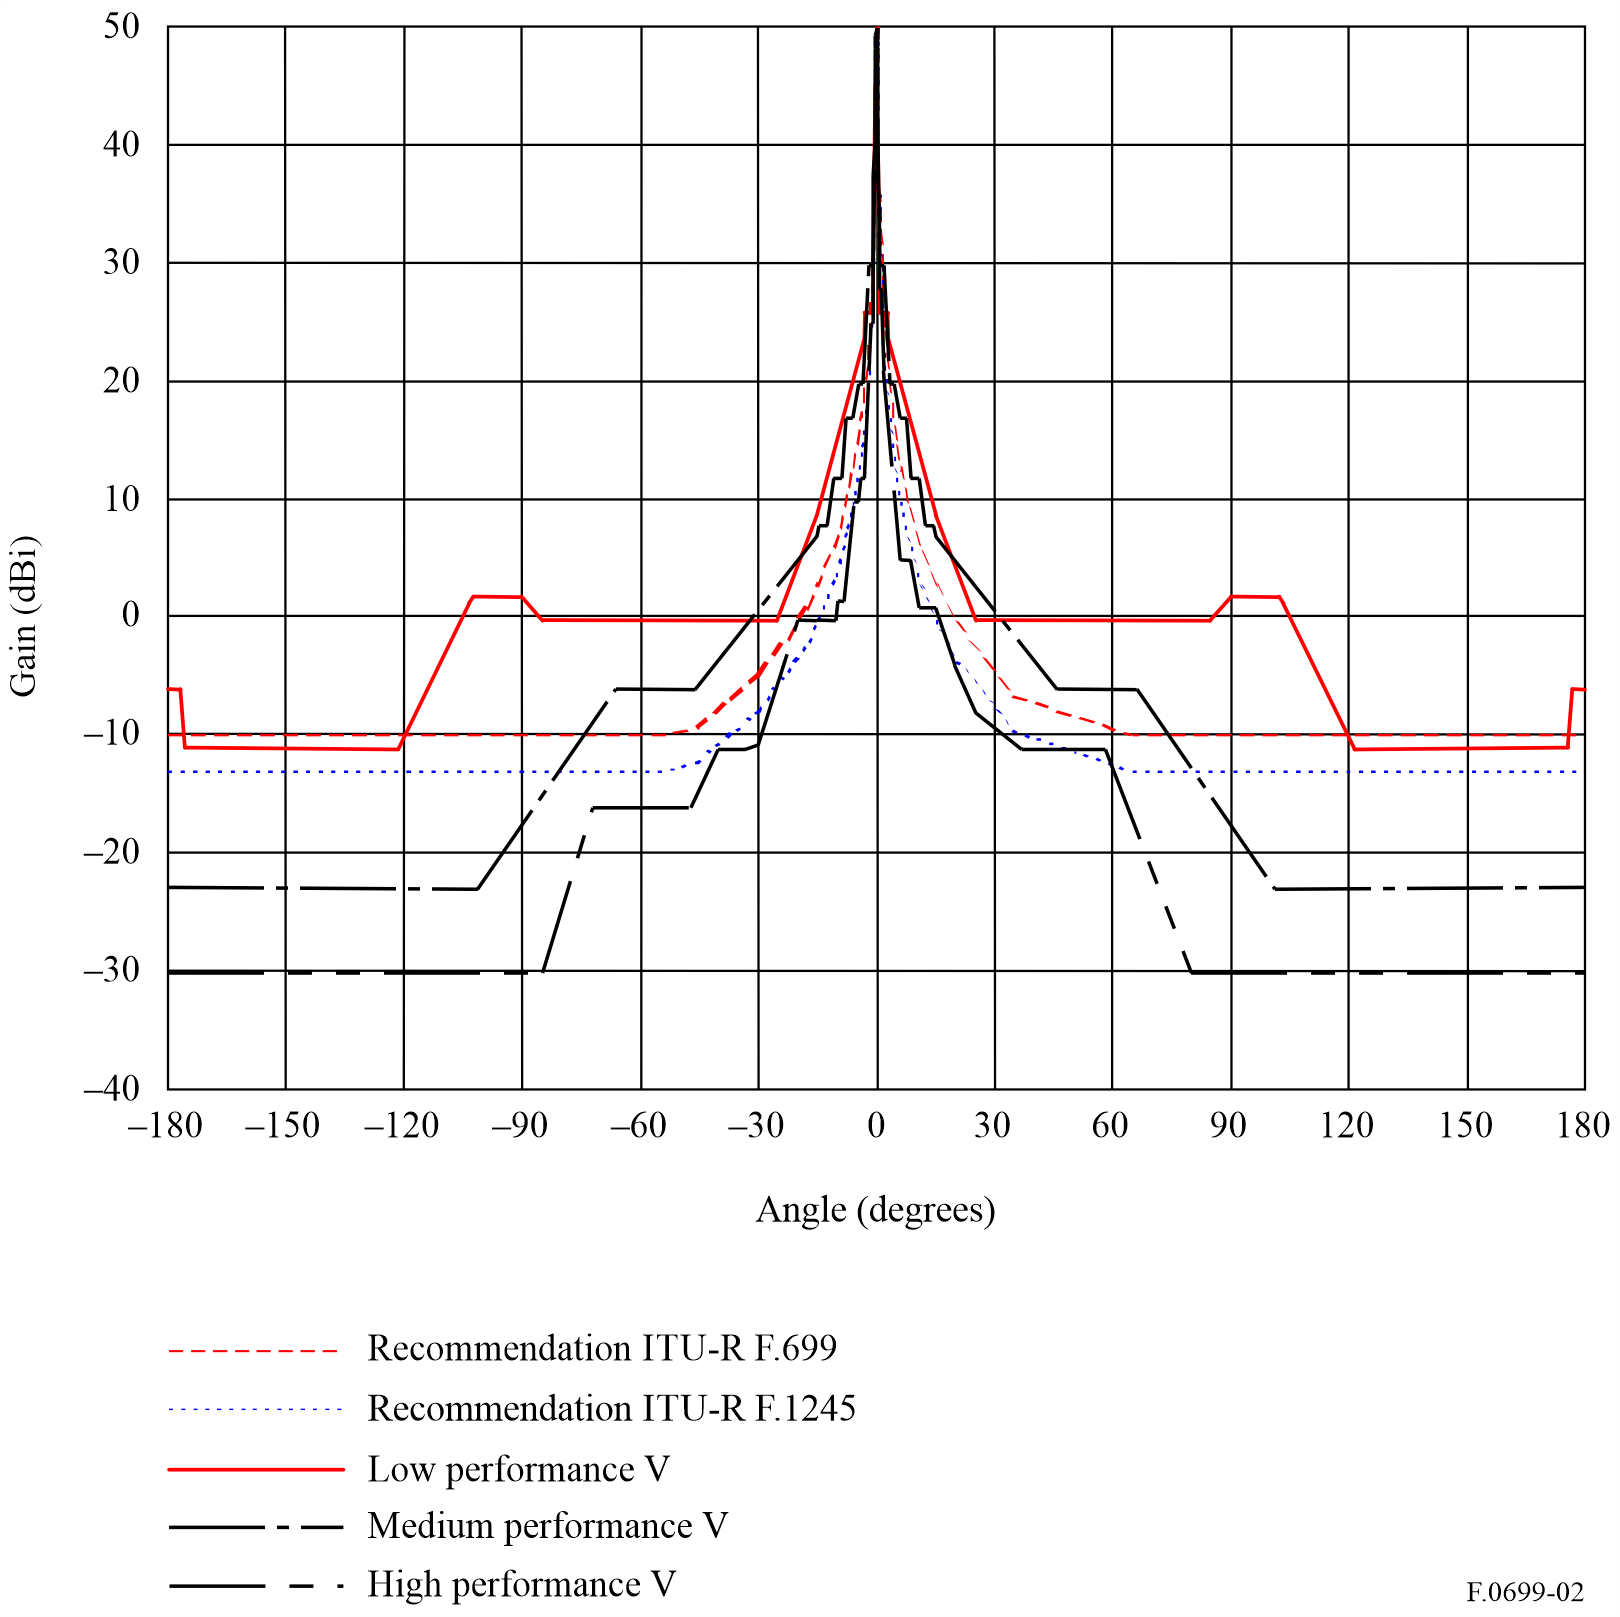 50
40
30
20
10
0
–10
–20
–30
–40
Gain (dBi)
–180 –150 –120 –90 –60 –30 0 30 60 90 120 150 180
Angle (degrees)
Recommendation ITU-R F.699
Recommendation ITU-R F.1245
Low performance V
Medium performance V
High performance V
F.0699-02